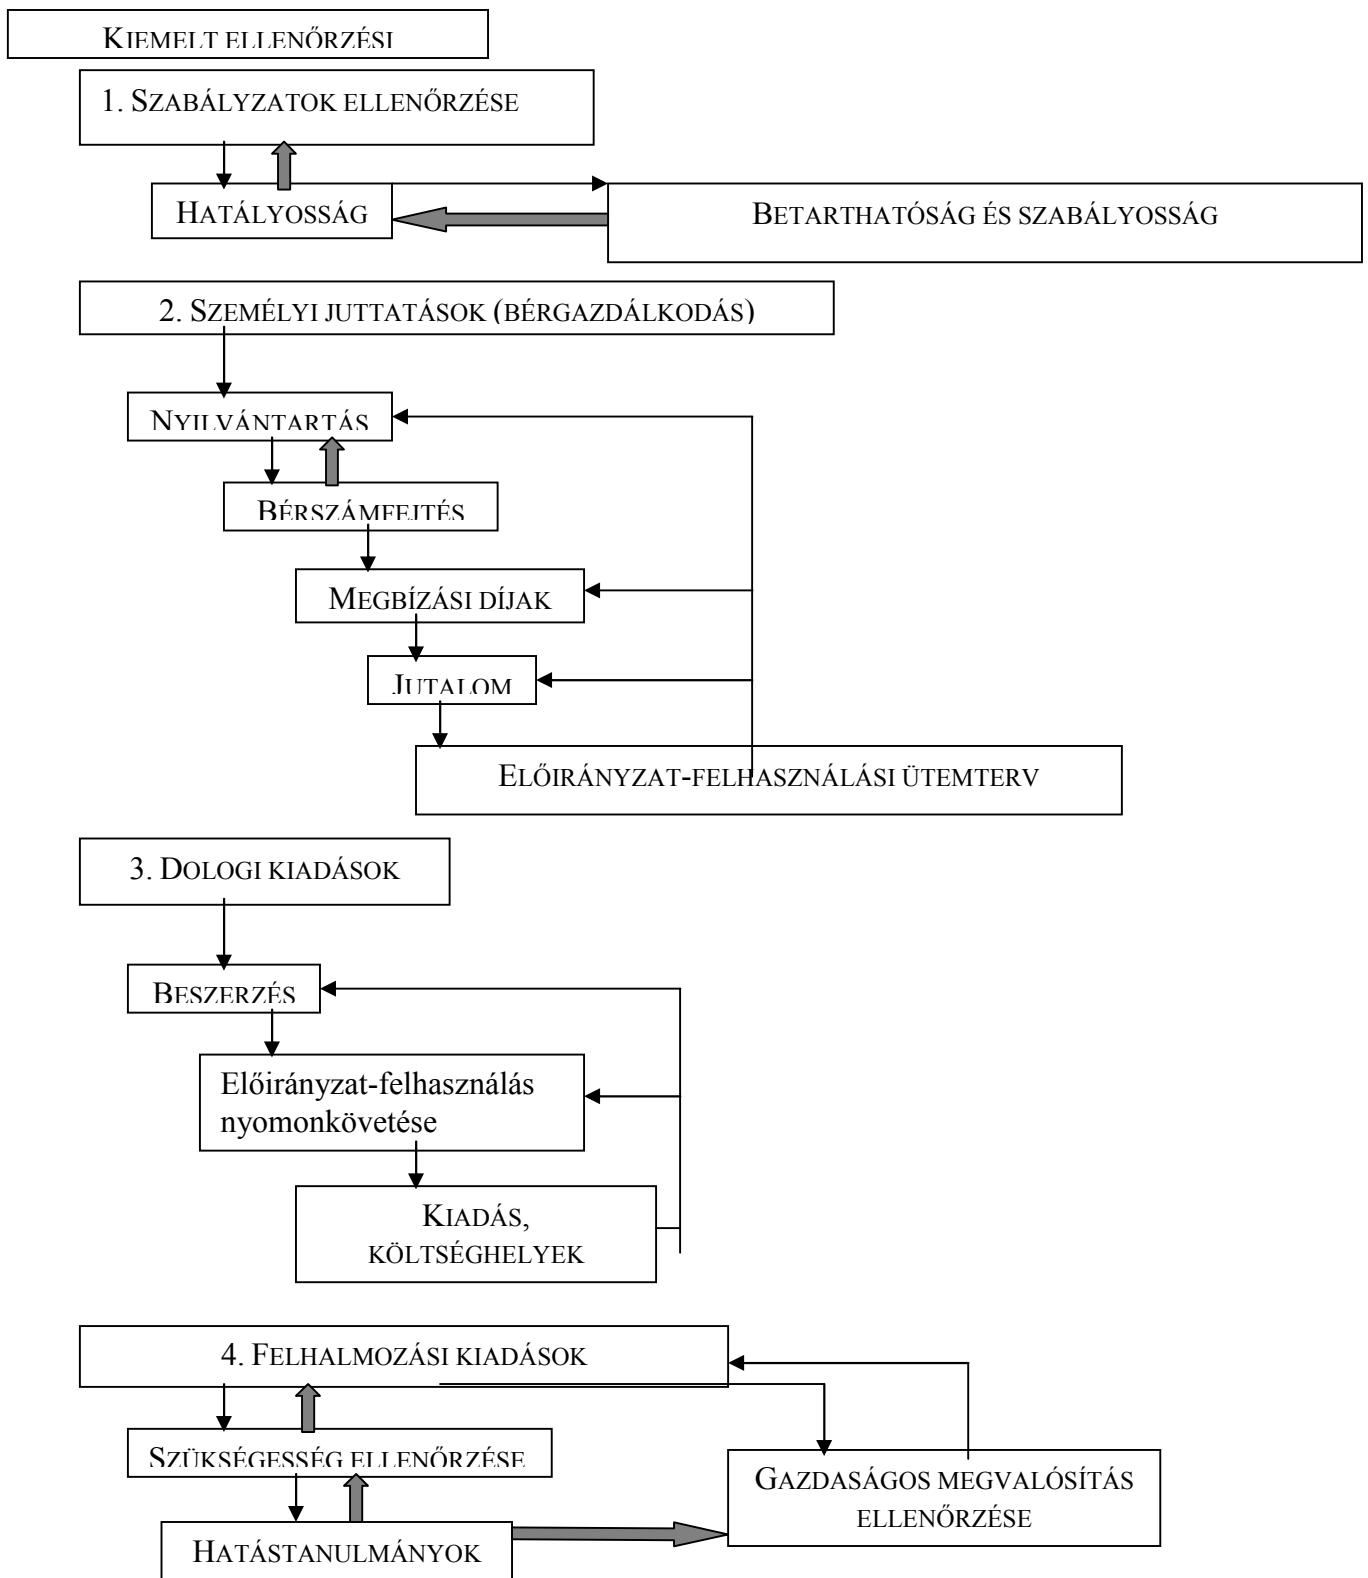 KIEMELT ELLENŐRZÉSI
1. SZABÁLYZATOK ELLENŐRZÉSE
HATÁLYOSSÁG
BETARTHATÓSÁG ÉS SZABÁLYOSSÁG
2. SZEMÉLYI JUTTATÁSOK (BÉRGAZDÁLKODÁS)
NYILVÁNTARTÁS
BÉRSZÁMFEJTÉS
MEGBÍZÁSI DÍJAK
JUTALOM
ELŐIRÁNYZAT-FELHASZNÁLÁSI ÜTEMTERV
3. DOLOGI KIADÁSOK
BESZERZÉS
Előirányzat-felhasználás
nyomonkövetése
KIADÁS,
KÖLTSÉGHELYEK
4. FELHALMOZÁSI KIADÁSOK
SZÜKSÉGESSÉG ELLENŐRZÉSE
GAZDASÁGOS MEGVALÓSÍTÁS
ELLENŐRZÉSE
HATÁSTANULMÁNYOK